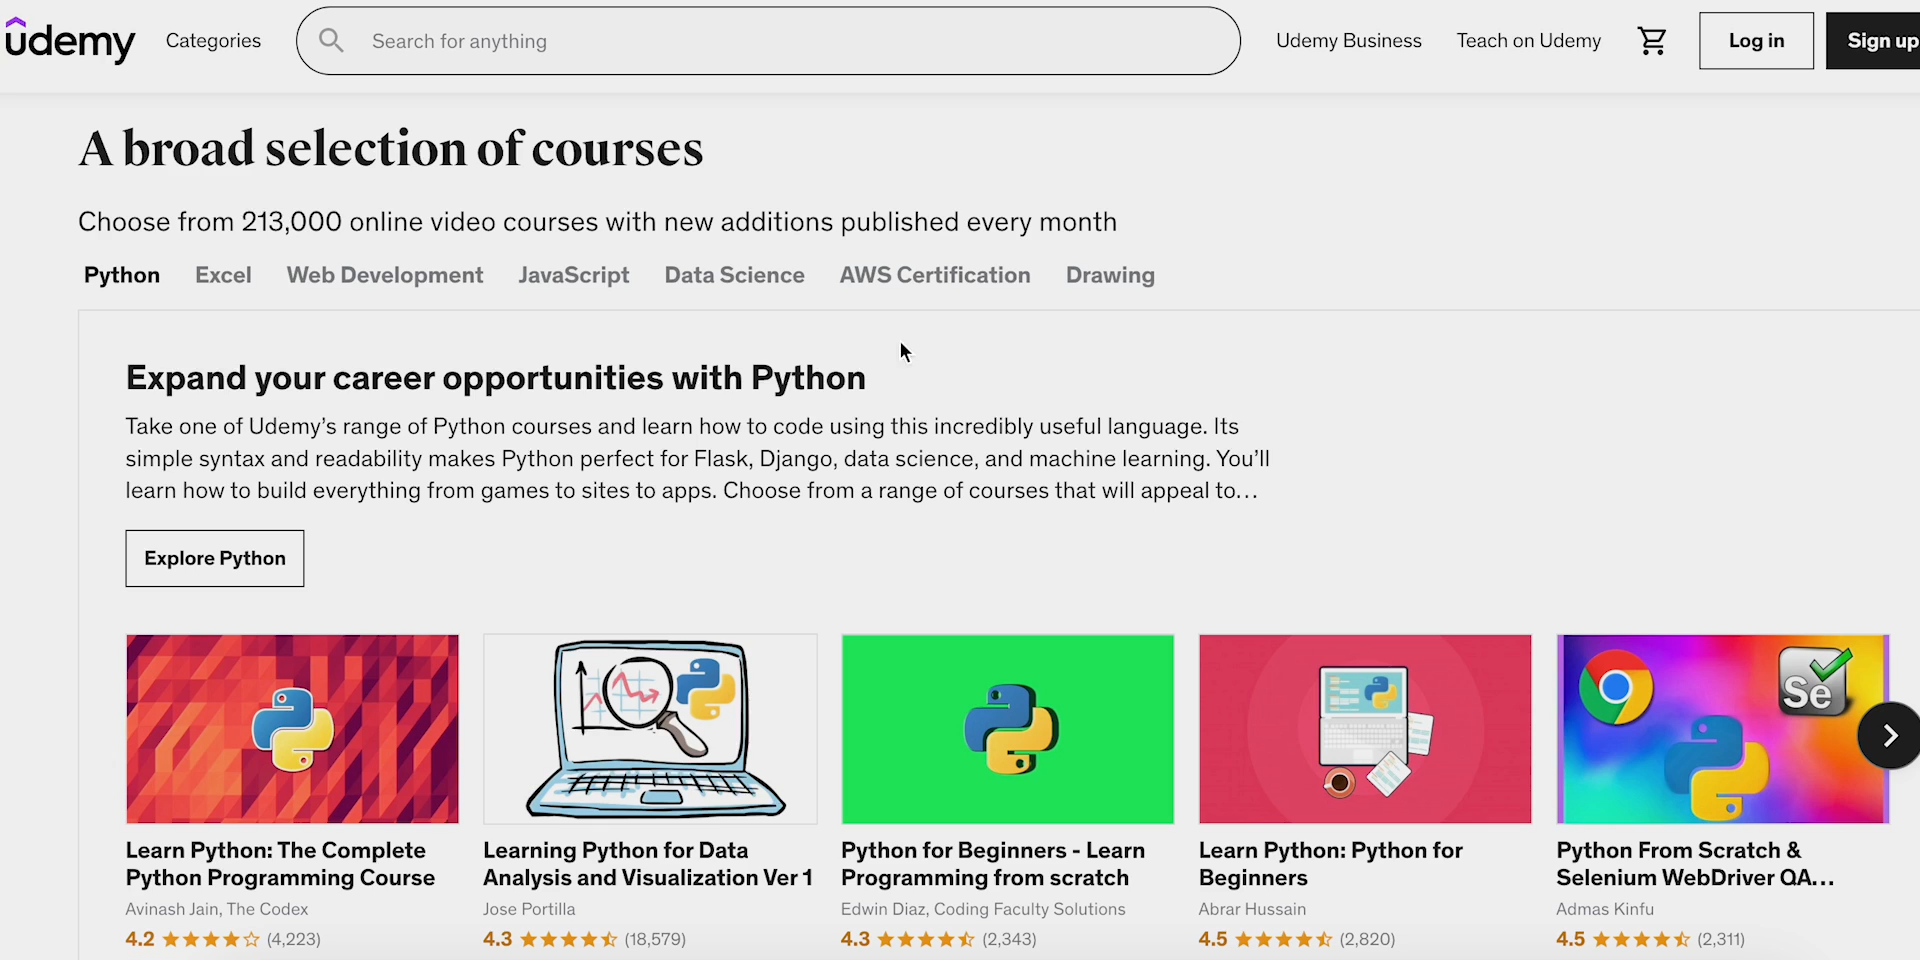 udemy
Categories
Search for anything
Udemy Business
Teach on Udemy
Log in
Sign up
A broad selection of courses
Choose from 213,000 online video courses with new additions published every month
Python Excel Web Development JavaScript Data Science AWS Certification Drawing
Expand your career opportunities with Python
Take one of Udemy’s range of Python courses and learn how to code using this incredibly useful language. Its
simple syntax and readability makes Python perfect for Flask, Django, data science, and machine learning. You’ll
learn how to build everything from games to sites to apps. Choose from a range of courses that will appeal to...
Explore Python
Se
Learn Python: The Complete
Python Programming Course
Avinash Jain, The Codex
4.2 (4,223)
Learning Python for Data
Analysis and Visualization Ver 1
Jose Portilla
4.3 (18,579)
Python for Beginners - Learn
Programming from scratch
Edwin Diaz, Coding Faculty Solutions
4.3 (2,343)
Learn Python: Python for
Beginners
Abrar Hussain
4.5 (2,820)
Python From Scratch &
Selenium WebDriver QA...
Admas Kinfu
4.5 (2,311)